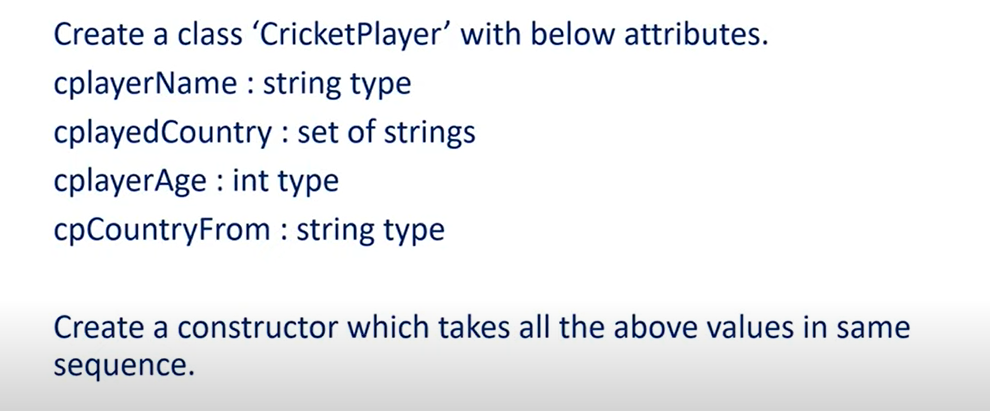 Create a class ‘CricketPlayer’ with below attributes.
cplayerName : string type
cplayedCountry : set of strings
cplayerAge : int type
cpCountryFrom : string type
Create a constructor which takes all the above values in same
sequence.